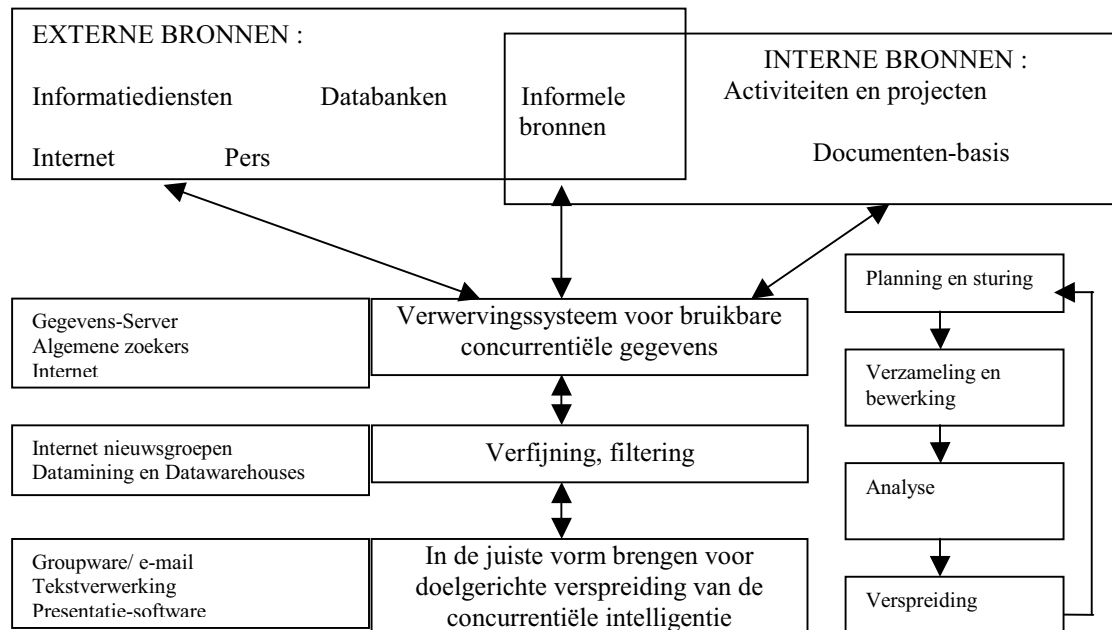 EXTERNE BRONNEN :
Informatiediensten Databanken
Internet Pers
Informele
bronnen
INTERNE BRONNEN :
Activiteiten en projecten
Documenten-basis
Gegevens-Server
Algemene zoekers
Internet
Verwervingssysteem voor bruikbare
concurrentiële gegevens
Internet nieuwsgroepen
Datamining en Datawarehouses
Verfijning, filtering
Groupware/ e-mail
Tekstverwerking
Presentatie-software
In de juiste vorm brengen voor
doelgerichte verspreiding van de
concurrentiële intelligentie
Planning en sturing
Verzameling en
bewerking
Analyse
Verspreiding